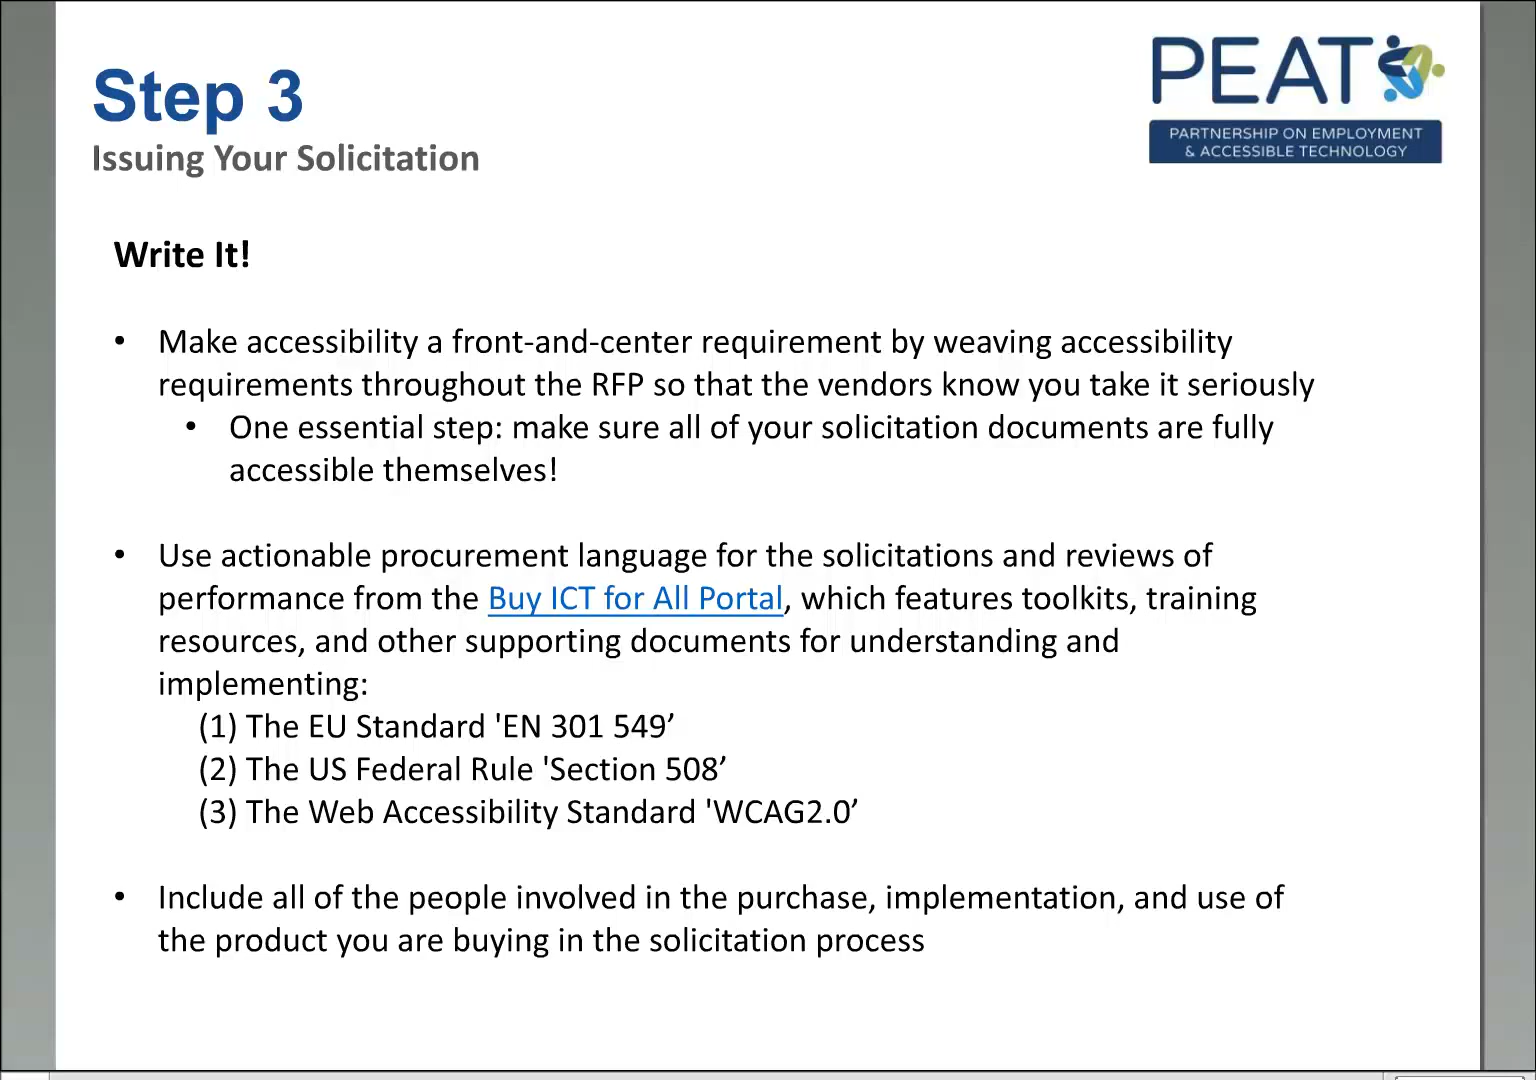 Step 3
Issuing Your Solicitation
PEAT
PARTNERSHIP ON EMPLOYMENT
& ACCESSIBLE TECHNOLOGY
Write It!
• Make accessibility a front-and-center requirement by weaving accessibility
requirements throughout the RFP so that the vendors know you take it seriously
• One essential step: make sure all of your solicitation documents are fully
accessible themselves!
• Use actionable procurement language for the solicitations and reviews of
performance from the Buy ICT for All Portal, which features toolkits, training
resources, and other supporting documents for understanding and
implementing:
(1) The EU Standard 'EN 301 549’
(2) The US Federal Rule 'Section 508’
(3) The Web Accessibility Standard 'WCAG2.0’
• Include all of the people involved in the purchase, implementation, and use of
the product you are buying in the solicitation process